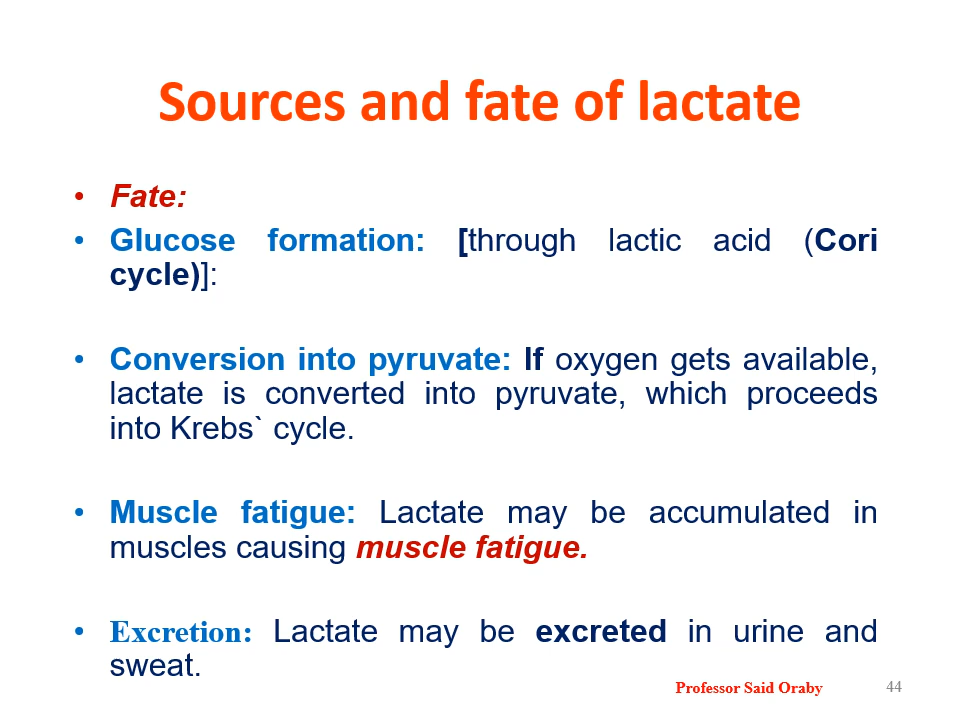 Sources and fate of lactate
• Fate:
• Glucose formation: [through lactic acid (Cori
cycle)]:
• Conversion into pyruvate: If oxygen gets available,
lactate is converted into pyruvate, which proceeds
into Krebs` cycle.
• Muscle fatigue: Lactate may be accumulated in
muscles causing muscle fatigue.
• Excretion: Lactate may be excreted in urine and
sweat.
Professor Said Oraby
44